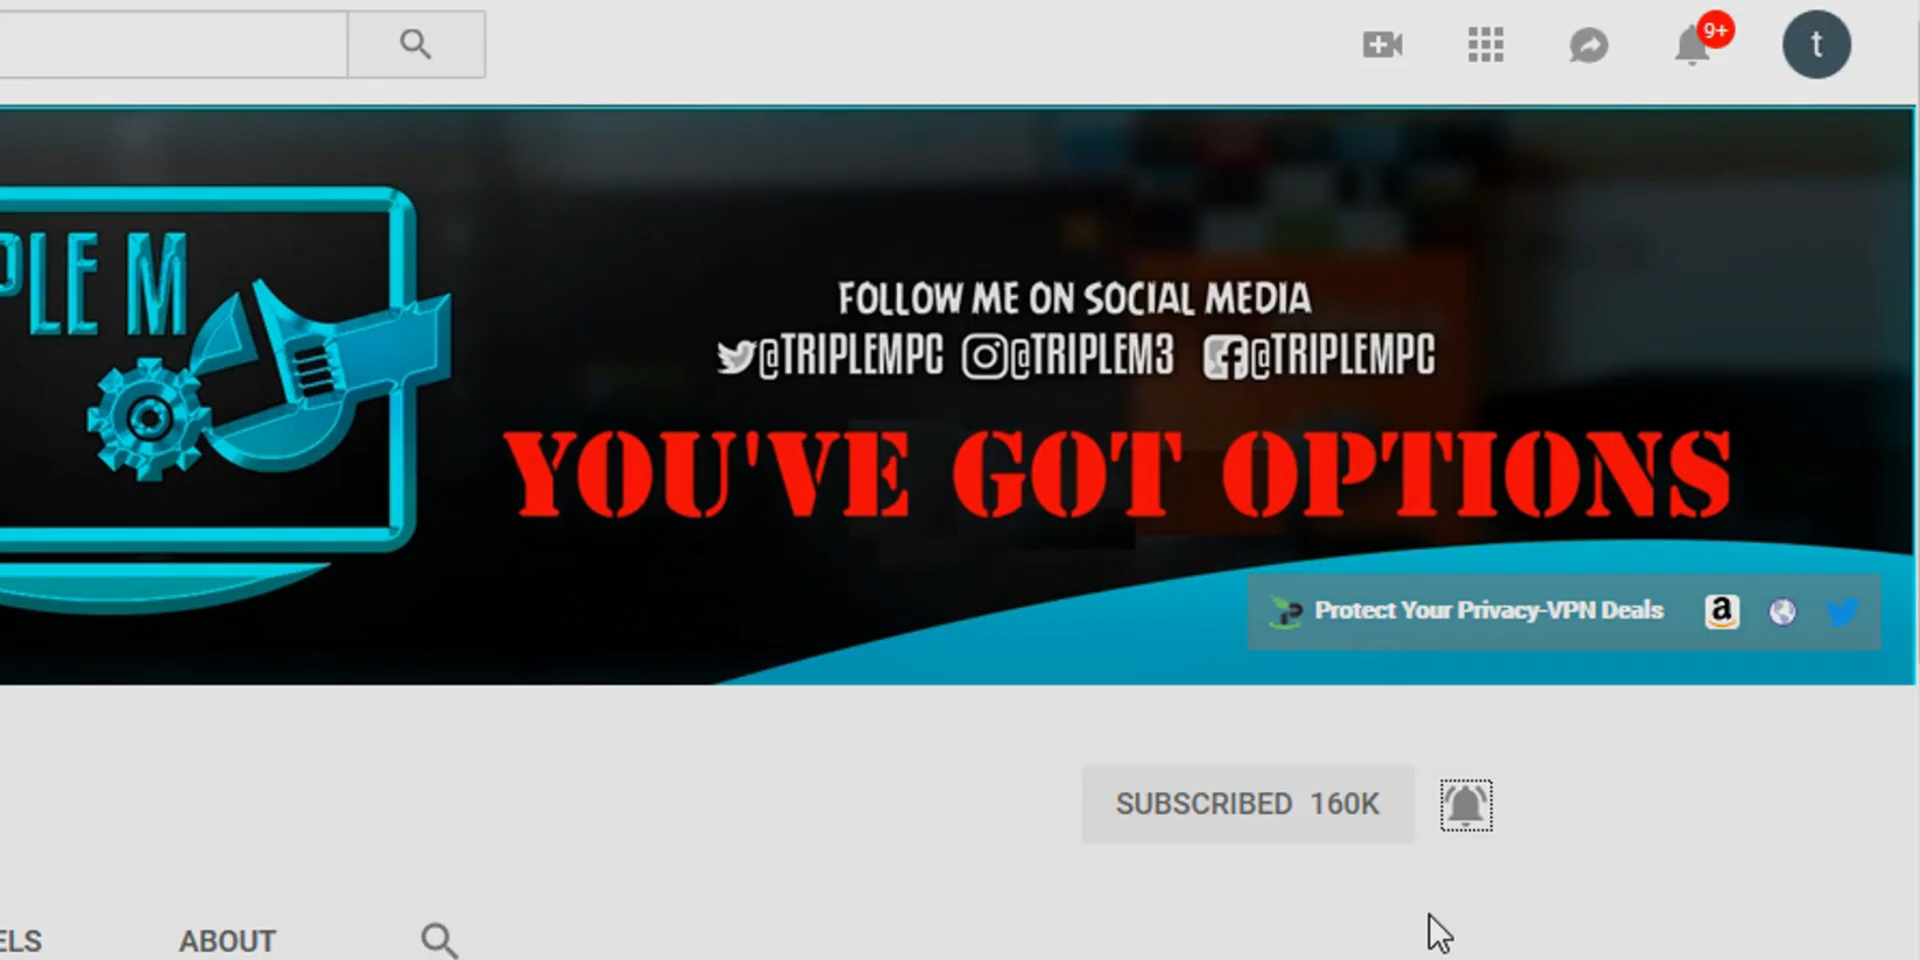 9+
t
PLE M
FOLLOW ME ON SOCIAL MEDIA
@TRIPLEMPC @TRIPLEM3 @TRIPLEMPC
YOU'VE GOT OPTIONS
Protect Your Privacy-VPN Deals a
SUBSCRIBED 160K
ELS ABOUT